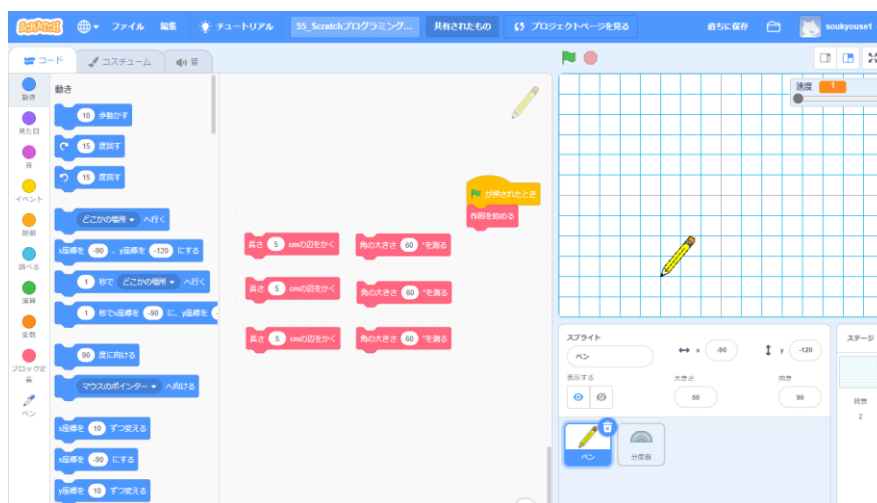 SCRATCH ファイル 編集 チュートリアル 55_Scratchプログラミング... 共有されたもの プロジェクトページを見る 直ちに保存 soukyouse1
コード コスチューム 音
動き
見た目
音
イベント
制御
調べる
演算
変数
ブロック定義
ペン
動き
10 歩動かす
15 度回す
15 度回す
どこかの場所 へ行く
x座標を -90 、y座標を -120 にする
1 秒で どこかの場所 へ行く
1 秒でx座標を -90 に、y座標を
90 度に向ける
マウスのポインター へ向ける
x座標を 10 ずつ変える
x座標を -90 にする
y座標を 10 ずつ変える
が押されたとき
作図を始める
長さ 5 cmの辺をかく 角の大きさ 60 °を測る
長さ 5 cmの辺をかく 角の大きさ 60 °を測る
長さ 5 cmの辺をかく 角の大きさ 60 °を測る
速度 1
スプライト
ペン x -90 y -120
表示する 大きさ 50 向き 90
ペン 分度器
ステージ
背景
2